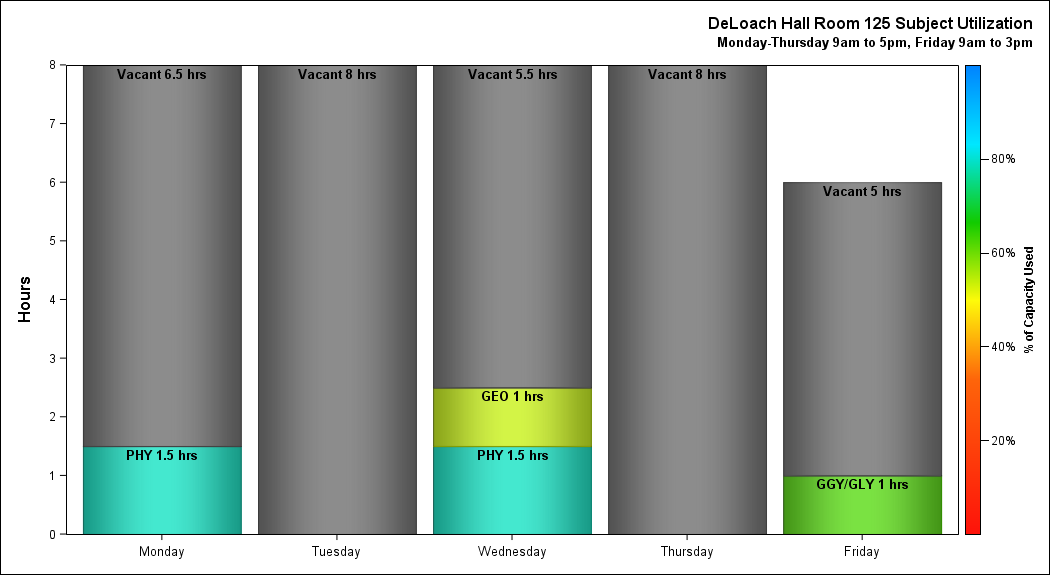 DeLoach Hall Room 125 Subject Utilization
Monday-Thursday 9am to 5pm, Friday 9am to 3pm
Hours
8
7
6
5
4
3
2
1
0
Vacant 6.5 hrs
PHY 1.5 hrs
Vacant 8 hrs
Vacant 5.5 hrs
GEO 1 hrs
PHY 1.5 hrs
Vacant 8 hrs
Vacant 5 hrs
GGY/GLY 1 hrs
Monday
Tuesday
Wednesday
Thursday
Friday
80%
60%
40%
20%
% of Capacity Used